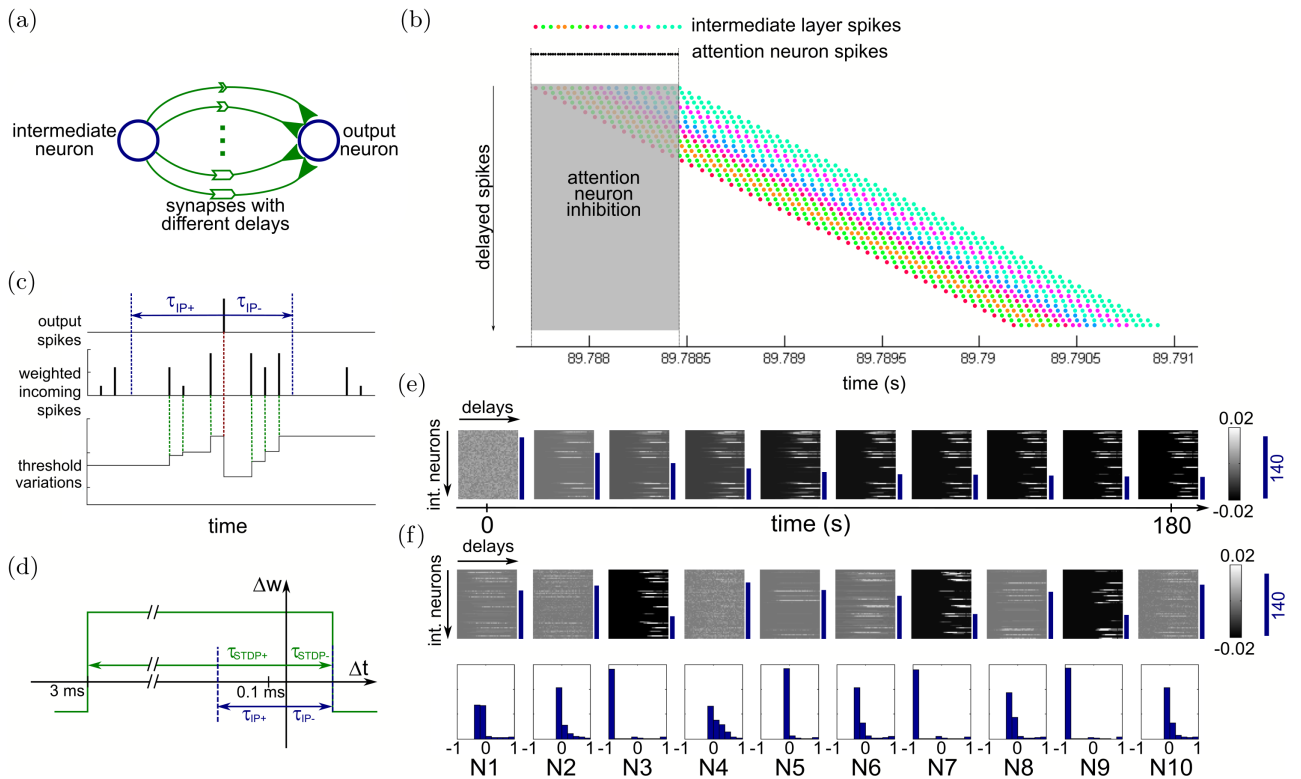 (a)
intermediate
neuron
output
neuron
synapses with
different delays
(b)
intermediate layer spikes
attention neuron spikes
delayed spikes
attention
neuron
inhibition
89.788
89.7885
89.789
89.7895
89.79
89.7905
89.791
time (s)
(c)
τIP+
τIP-
output
spikes
weighted
incoming
spikes
threshold
variations
time
(d)
Δw
τSTDP+
τSTDP-
Δt
3 ms
0.1 ms
τIP+
τIP-
(e)
delays
int. neurons
0.02
-0.02
140
0
time (s)
180
(f)
delays
int. neurons
0.02
-0.02
140
-1 0 1
-1 0 1
-1 0 1
-1 0 1
-1 0 1
-1 0 1
-1 0 1
-1 0 1
-1 0 1
-1 0 1
N1 N2 N3 N4 N5 N6 N7 N8 N9 N10